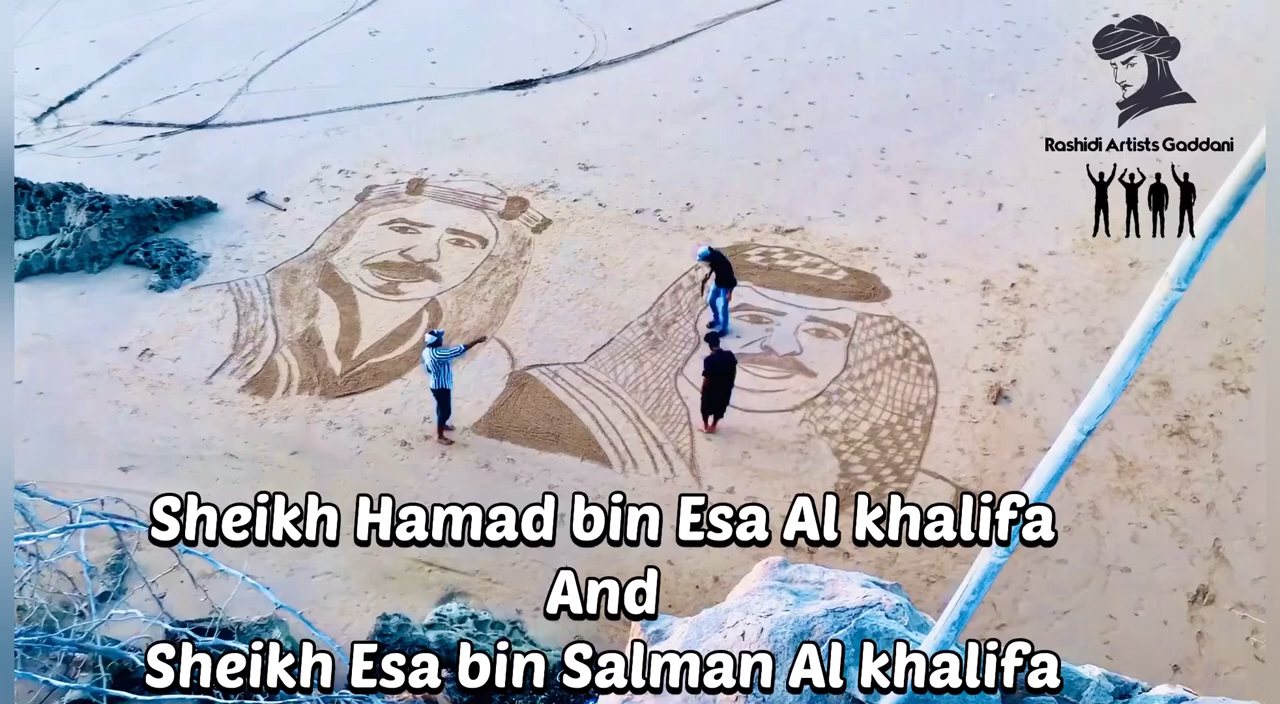 Rashidi Artists Gaddani
Sheikh Hamad bin Esa Al khalifa
And
Sheikh Esa bin Salman Al khalifa